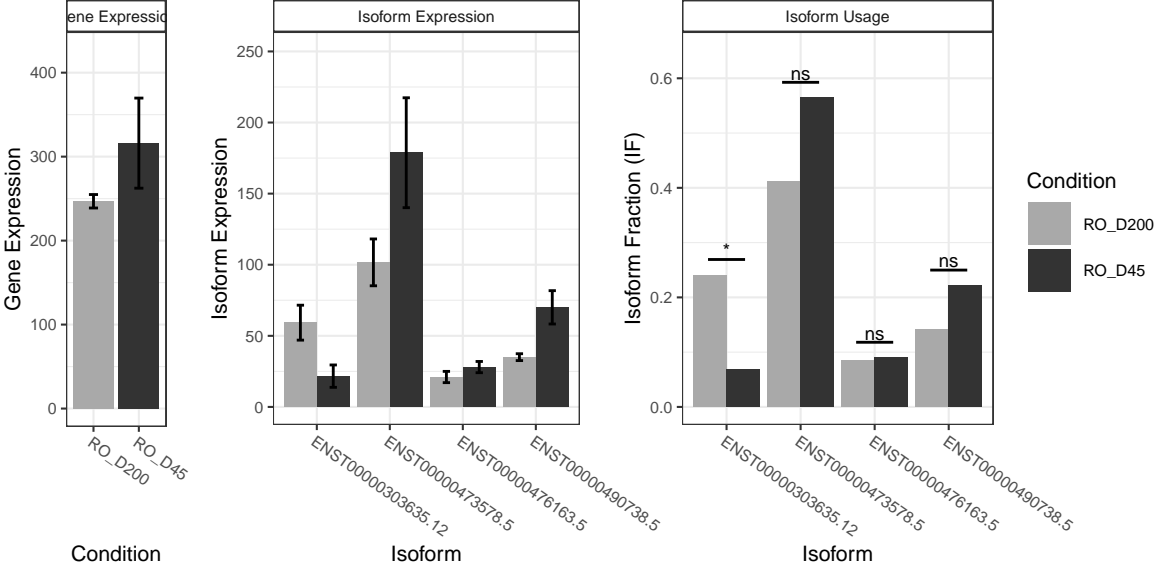 ene Expressio
Gene Expression
400
300
200
100
0
RO_D200
RO_D45
Condition
Isoform Expression
Isoform Expression
250
200
150
100
50
0
ENST00000303635.12
ENST00000473578.5
ENST00000476163.5
ENST00000490738.5
Isoform
Isoform Usage
Isoform Fraction (IF)
0.6
0.4
0.2
0.0
*
ns
ns
ns
ENST00000303635.12
ENST00000473578.5
ENST00000476163.5
ENST00000490738.5
Isoform
Condition
RO_D200
RO_D45